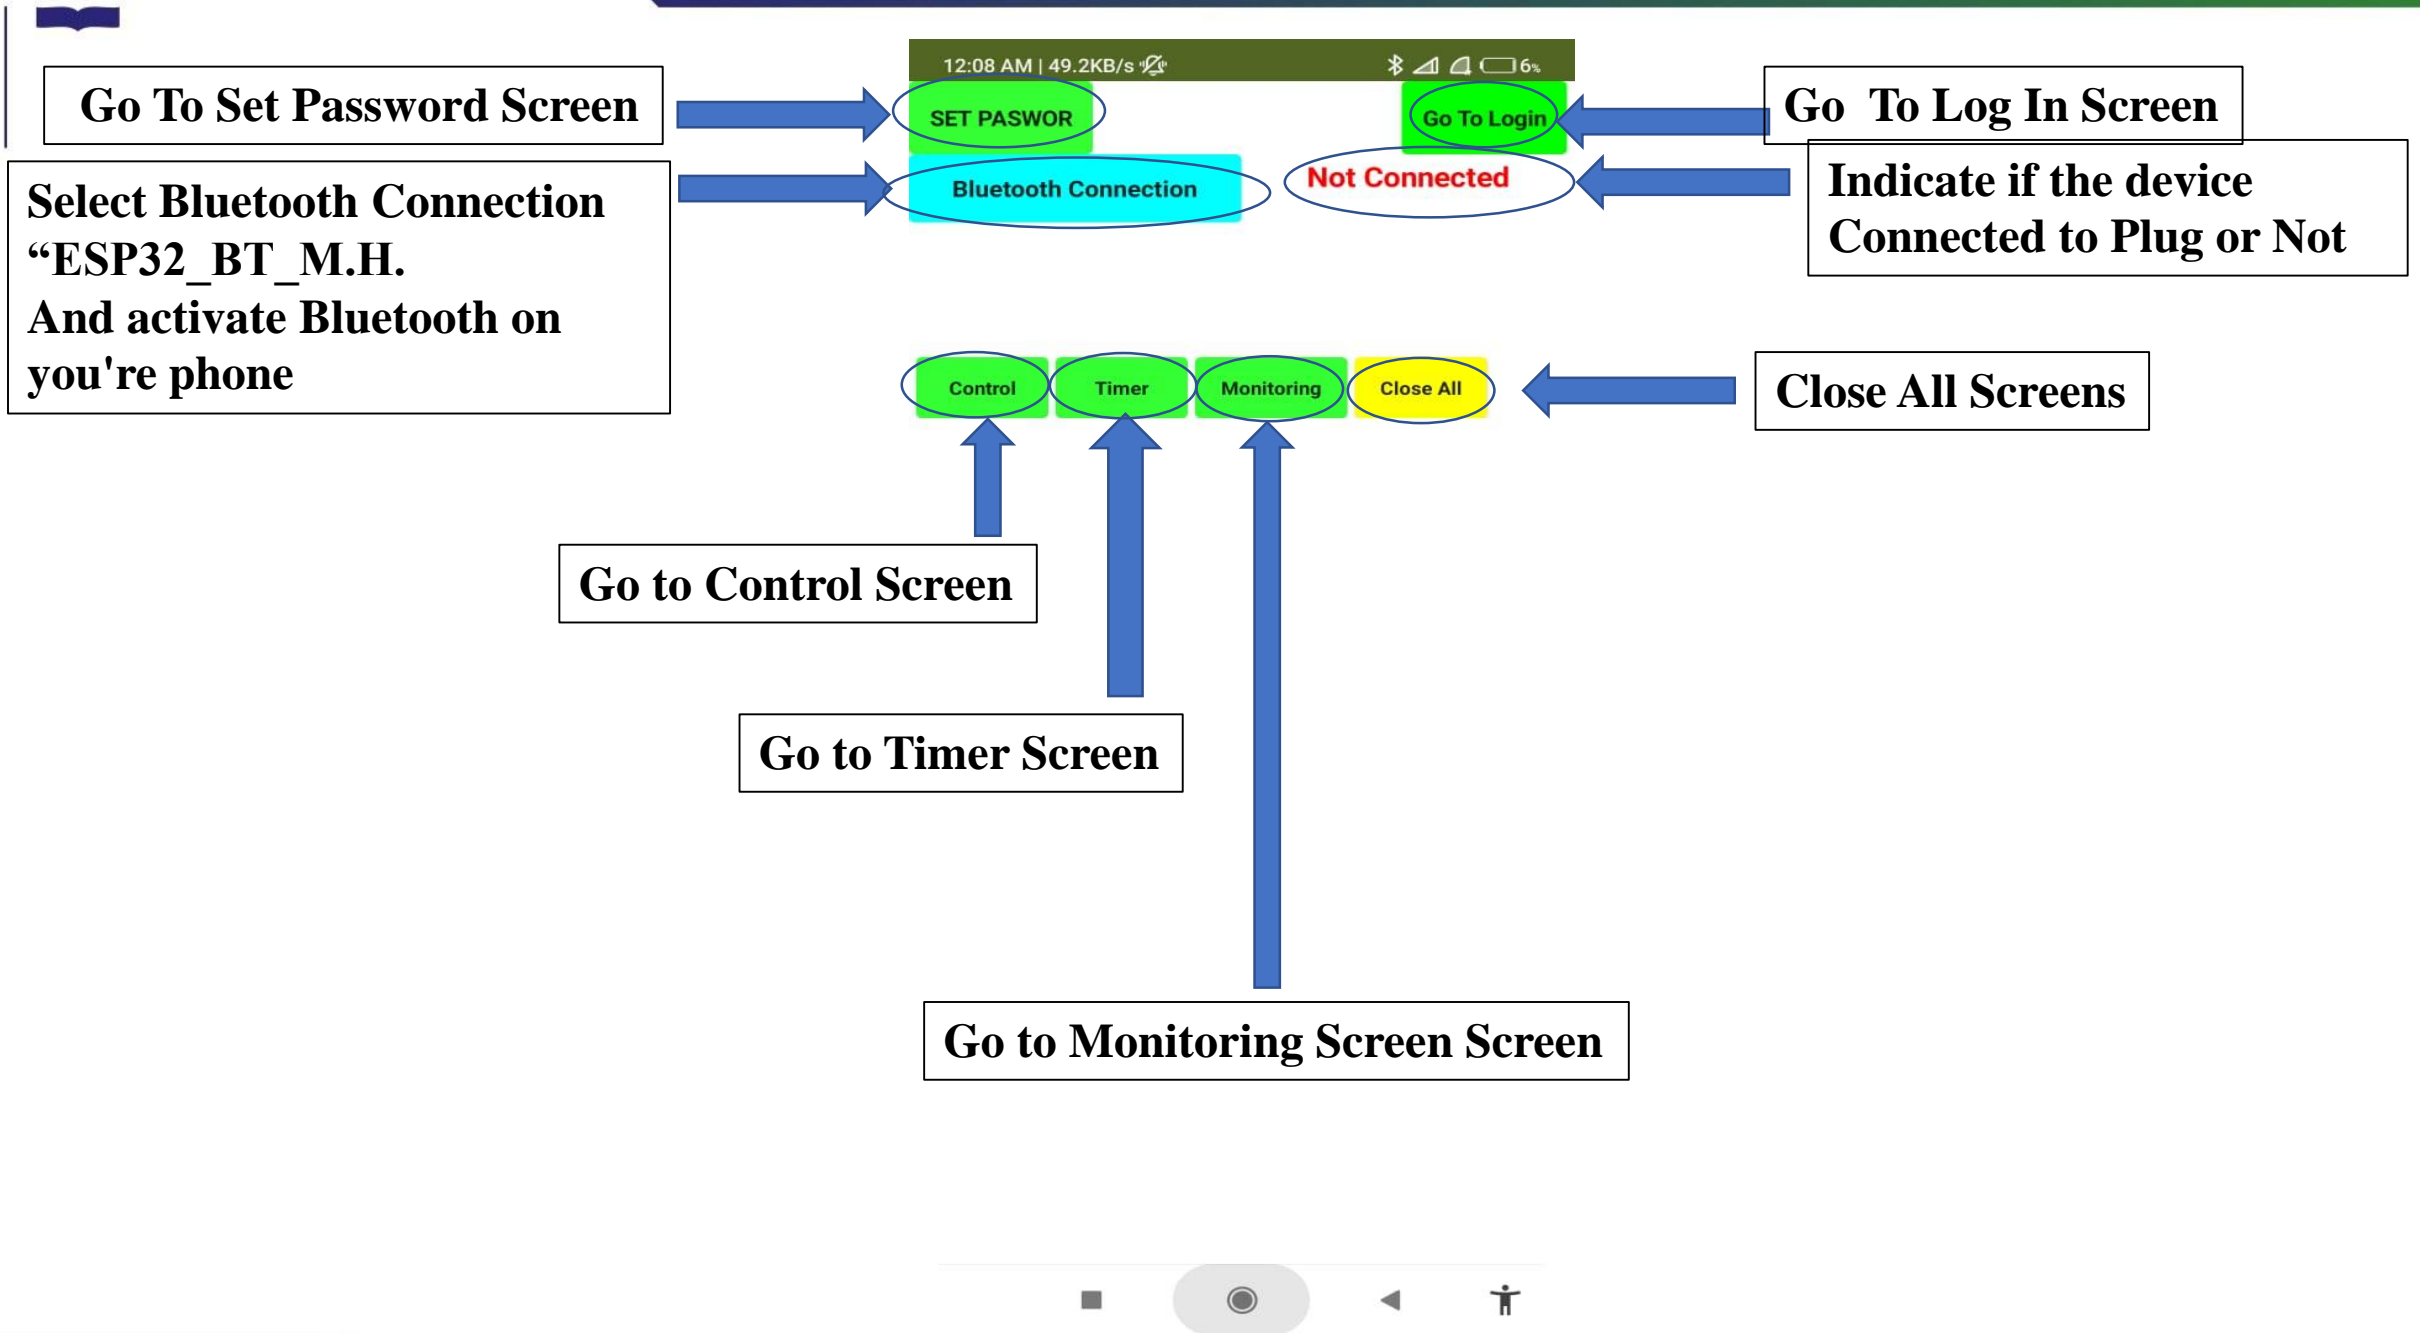 12:08 AM | 49.2KB/s 6%
Go To Set Password Screen
SET PASWOR
Go To Login
Go To Log In Screen
Select Bluetooth Connection
“ESP32_BT_M.H.
And activate Bluetooth on
you're phone
Bluetooth Connection
Not Connected
Indicate if the device
Connected to Plug or Not
Control
Timer
Monitoring
Close All
Close All Screens
Go to Control Screen
Go to Timer Screen
Go to Monitoring Screen Screen